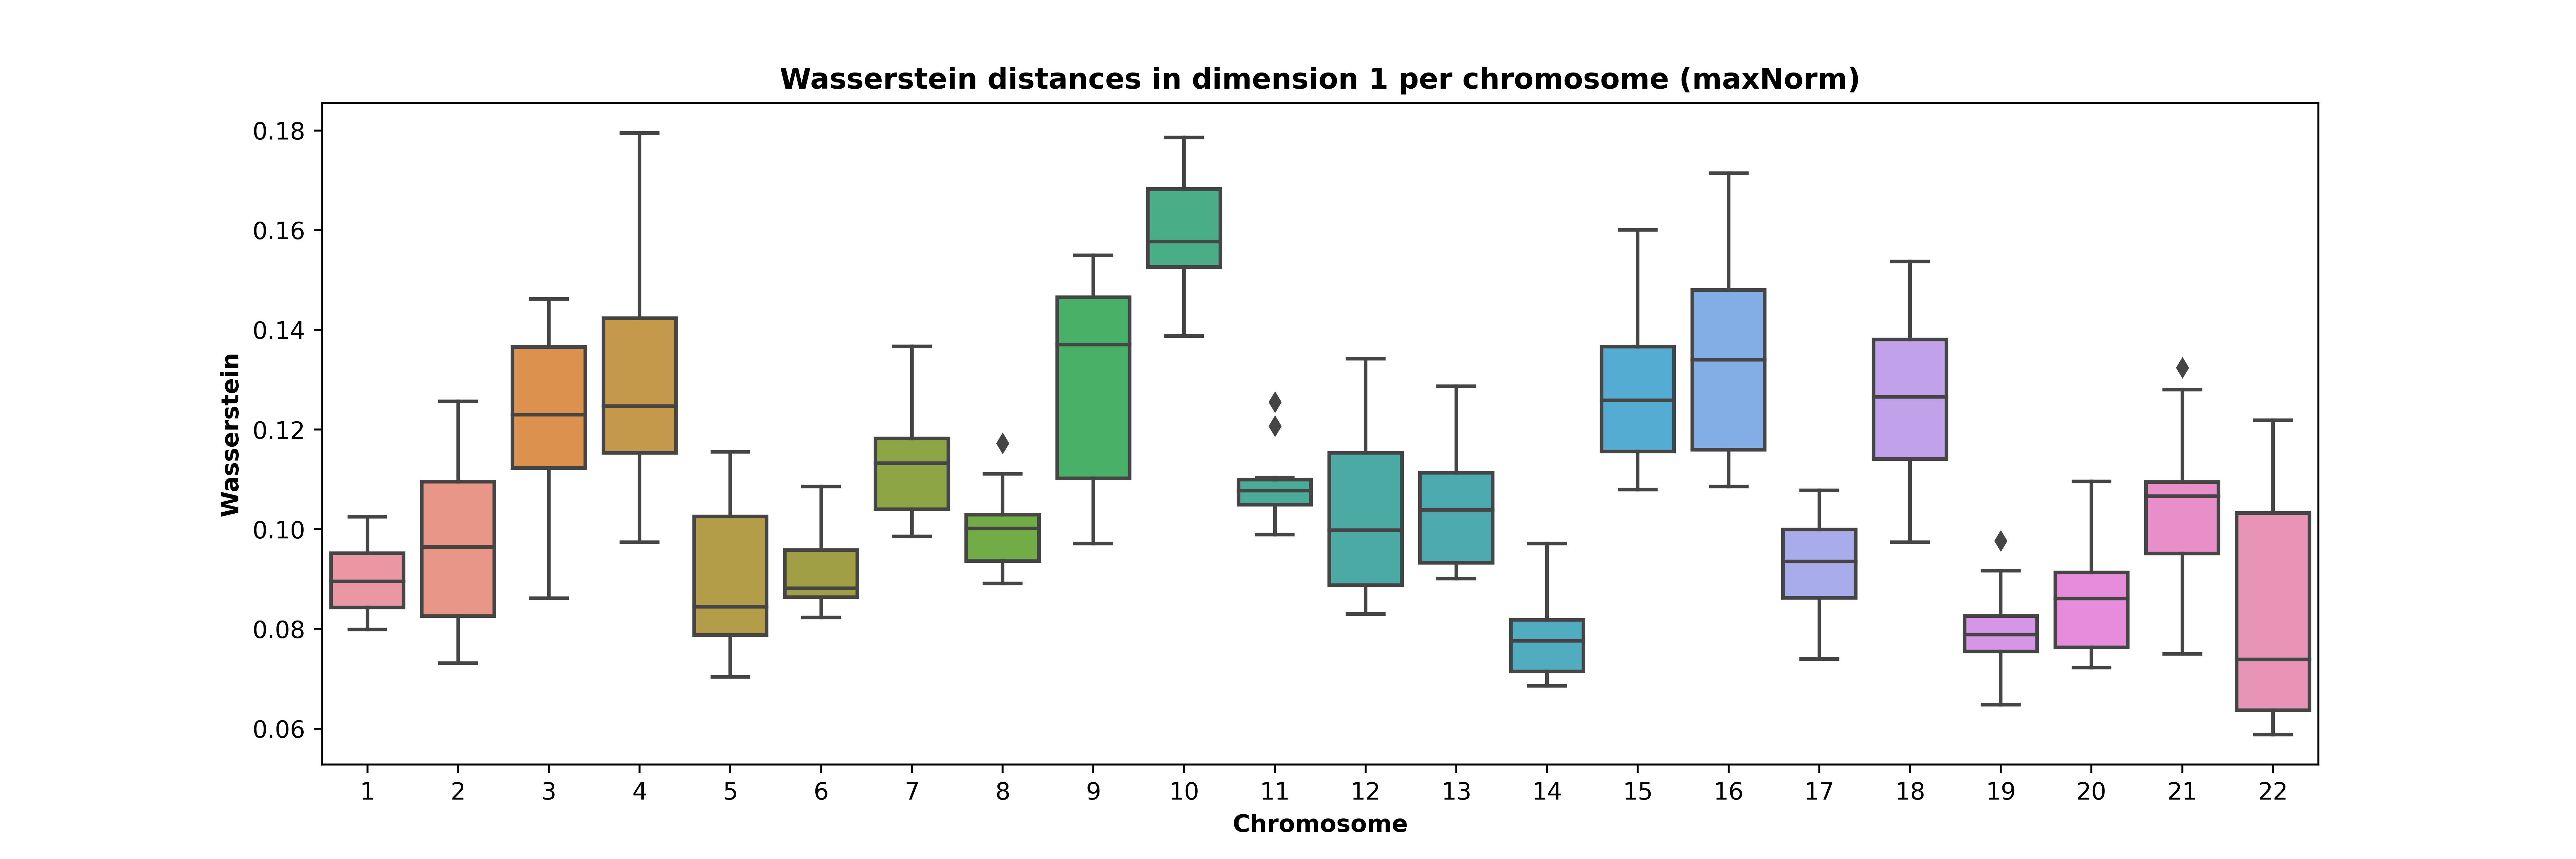 Wasserstein distances in dimension 1 per chromosome (maxNorm)
0.18
0.16
0.14
0.12
0.10
0.08
0.06
Wasserstein
1 2 3 4 5 6 7 8 9 10 11 12 13 14 15 16 17 18 19 20 21 22
Chromosome